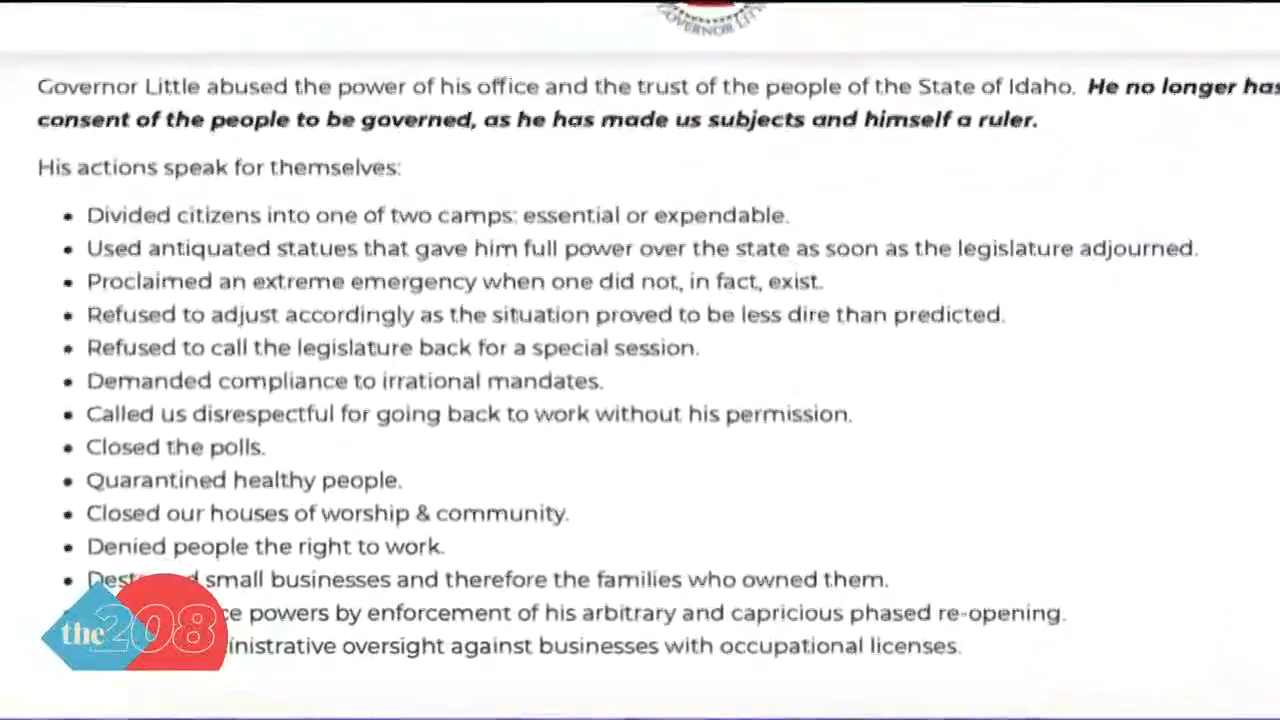 GOVERNOR LIT
Governor Little abused the power of his office and the trust of the people of the State of Idaho. He no longer has
consent of the people to be governed, as he has made us subjects and himself a ruler.
His actions speak for themselves:
• Divided citizens into one of two camps: essential or expendable.
• Used antiquated statues that gave him full power over the state as soon as the legislature adjourned.
• Proclaimed an extreme emergency when one did not, in fact, exist.
• Refused to adjust accordingly as the situation proved to be less dire than predicted.
• Refused to call the legislature back for a special session.
• Demanded compliance to irrational mandates.
• Called us disrespectful for going back to work without his permission.
• Closed the polls.
• Quarantined healthy people.
• Closed our houses of worship & community.
• Denied people the right to work.
• small businesses and therefore the families who owned them.
powers by enforcement of his arbitrary and capricious phased re-opening.
oversight against businesses with occupational licenses.
the 208